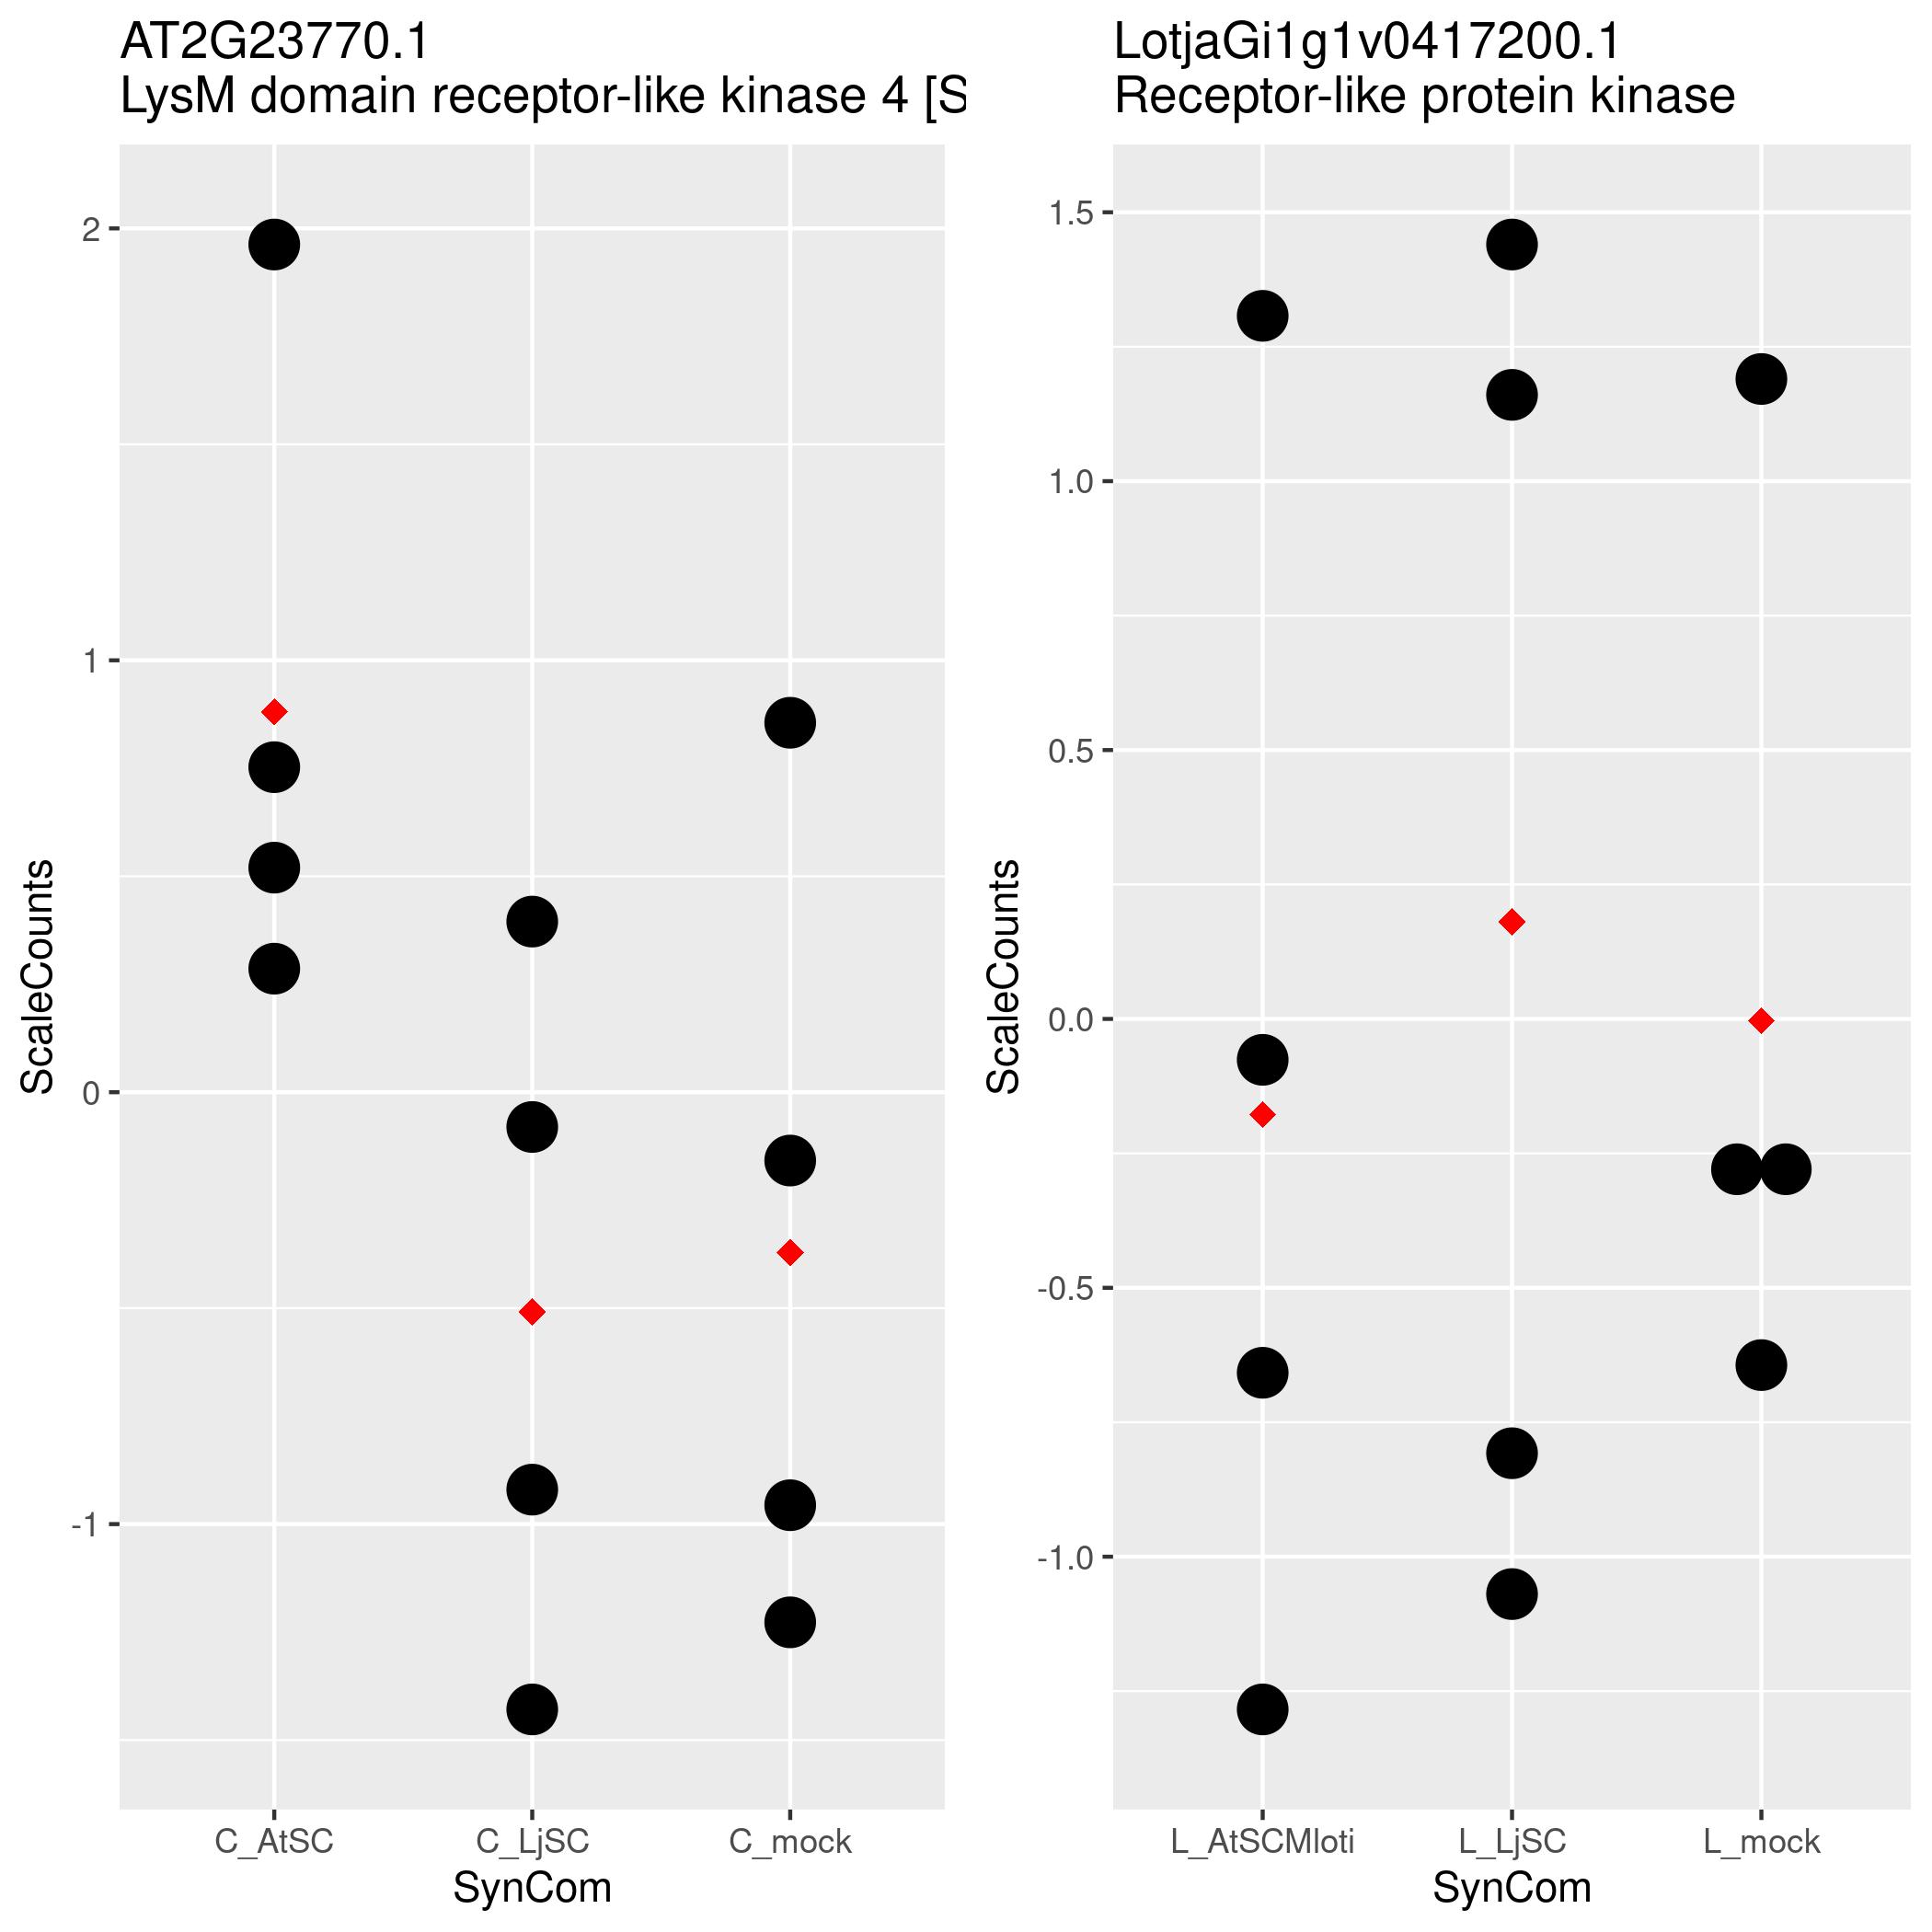 AT2G23770.1
LysM domain receptor-like kinase 4 [S
ScaleCounts
2
1
0
-1
C_AtSC
C_LjSC
C_mock
SynCom
LotjaGi1g1v0417200.1
Receptor-like protein kinase
ScaleCounts
1.5
1.0
0.5
0.0
-0.5
-1.0
L_AtSCMloti
L_LjSC
L_mock
SynCom